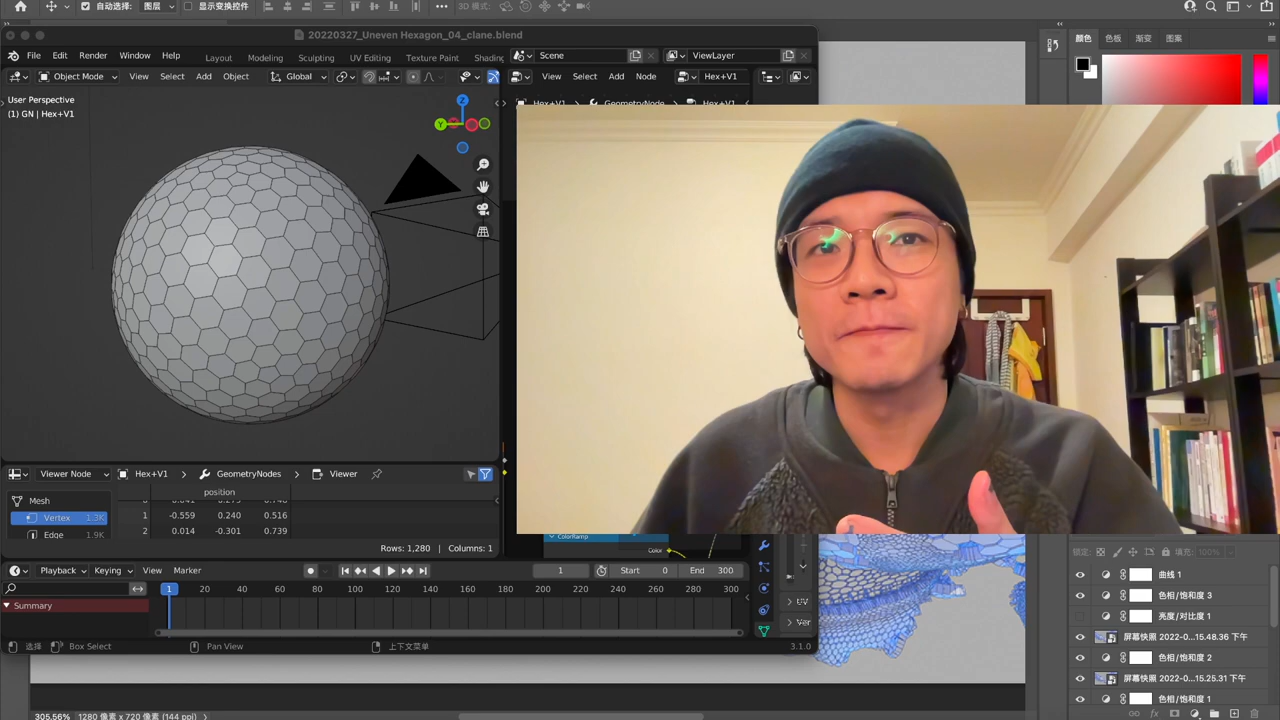 自动选择:
图层
显示变换控件
3D 模式:
20220327_Uneven Hexagon_04_clane.blend
File Edit Render Window Help Layout Modeling Sculpting UV Editing Texture Paint Shading
Scene
ViewLayer
Object Mode View Select Add Object Global
View Select Add Node Hex+V1
User Perspective
(1) GN | Hex+V1
Hex+V1 GeometryNode Hex+V1
Z
Y
颜色 色板 渐变 图案
Viewer Node Hex+V1 GeometryNodes Viewer
position
Mesh
Vertex 1.3K
1 -0.559 0.240 0.516
Edge 1.9K
2 0.014 -0.301 0.739
Rows: 1,280 | Columns: 1
ColorRamp
Color
Playback Keying View Marker
1 Start 0 End 300
1 20 40 60 80 100 120 140 160 180 200 220 240 260 280 300
Summary
UV
Ver
选择 Box Select Pan View 上下文菜单 3.1.0
锁定: 填充: 100%
曲线 1
色相/饱和度 3
亮度/对比度 1
屏幕快照 2022-0...15.48.36 下午
色相/饱和度 2
屏幕快照 2022-0...15.25.31 下午
色相/饱和度 1
305.56% 1280 像素 x 720 像素 (144 ppi)